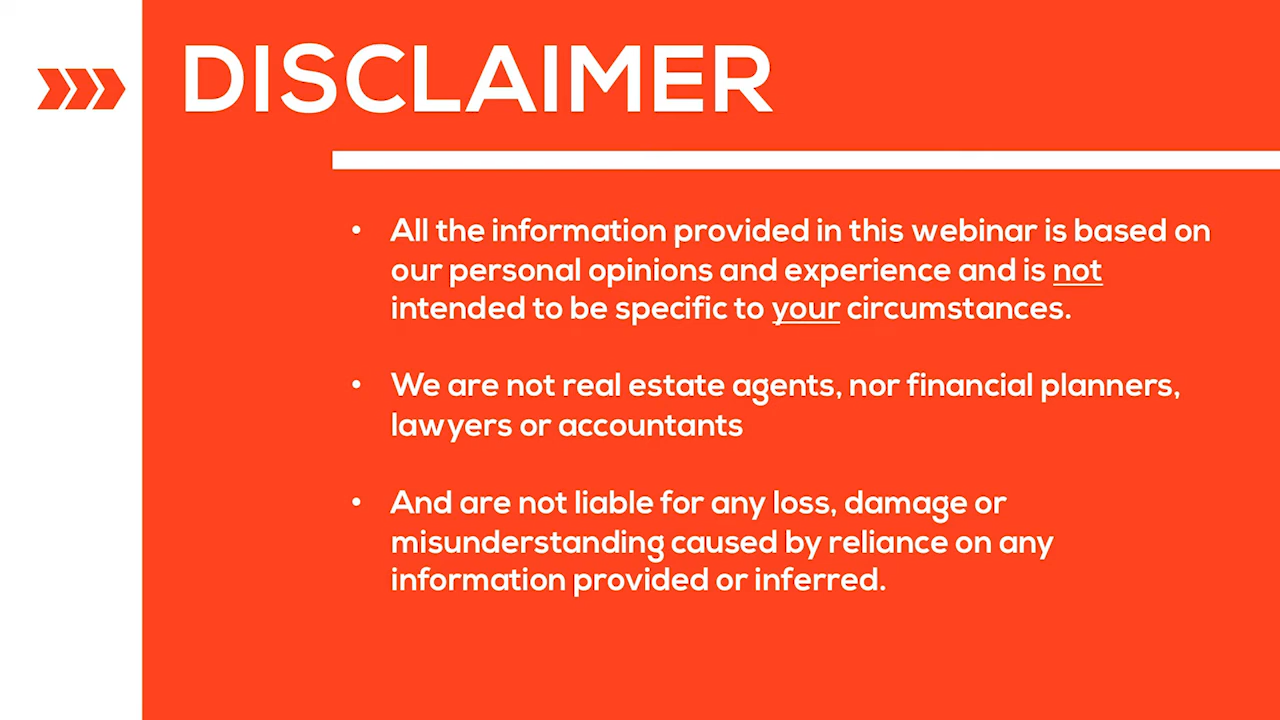 DISCLAIMER
• All the information provided in this webinar is based on
our personal opinions and experience and is not
intended to be specific to your circumstances.
• We are not real estate agents, nor financial planners,
lawyers or accountants
• And are not liable for any loss, damage or
misunderstanding caused by reliance on any
information provided or inferred.